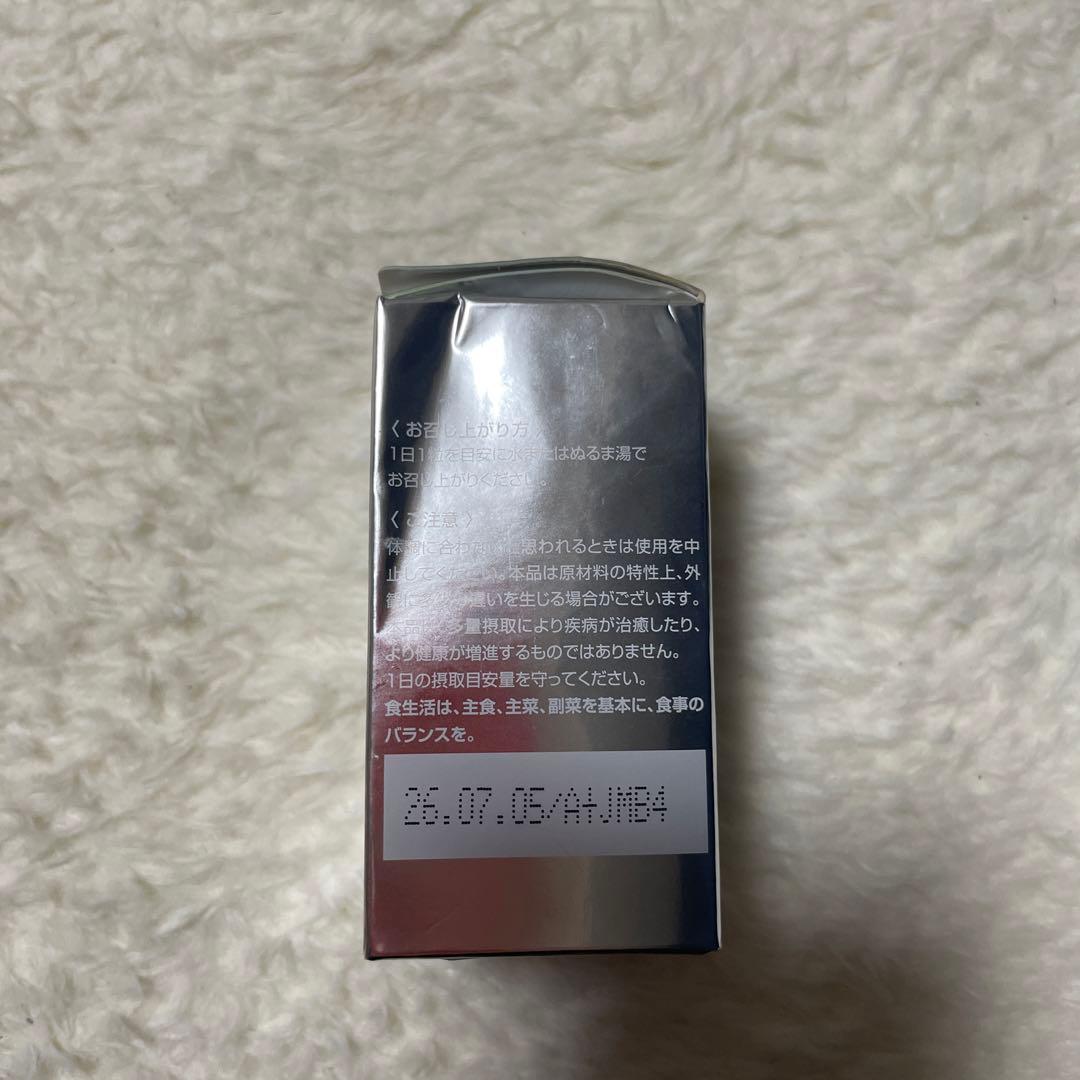 〈 お召し上がり方 〉
1日1粒を目安に水またはぬるま湯で
お召し上がりください。
〈 ご注意 〉
体調に合わないと思われるときは使用を中
止してください。本品は原材料の特性上、外
観に多少の違いを生じる場合がございます。
本品は、多量摂取により疾病が治癒したり、
より健康が増進するものではありません。
1日の摂取目安量を守ってください。
食生活は、主食、主菜、副菜を基本に、食事の
バランスを。
26.07.05/A†JMB4